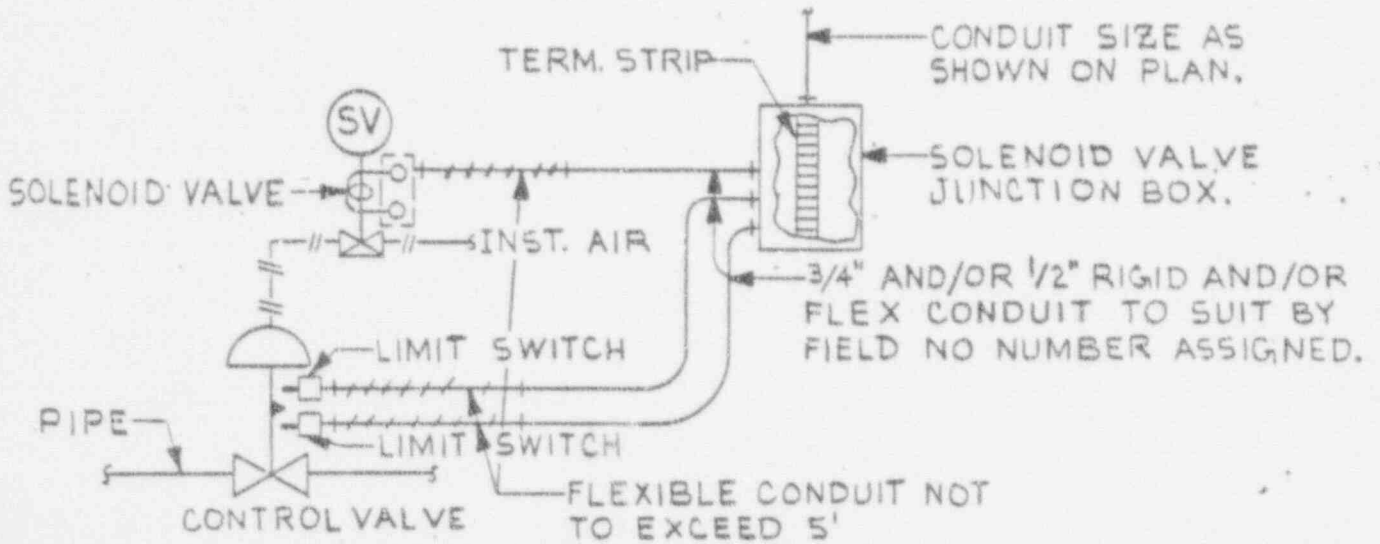 CONDUIT SIZE AS
SHOWN ON PLAN.
TERM. STRIP
SV
SOLENOID VALVE
SOLENOID VALVE
JUNCTION BOX.
INST. AIR
3/4" AND/OR 1/2" RIGID AND/OR
FLEX CONDUIT TO SUIT BY
FIELD NO NUMBER ASSIGNED.
LIMIT SWITCH
PIPE
LIMIT SWITCH
FLEXIBLE CONDUIT NOT
TO EXCEED 5'
CONTROL VALVE